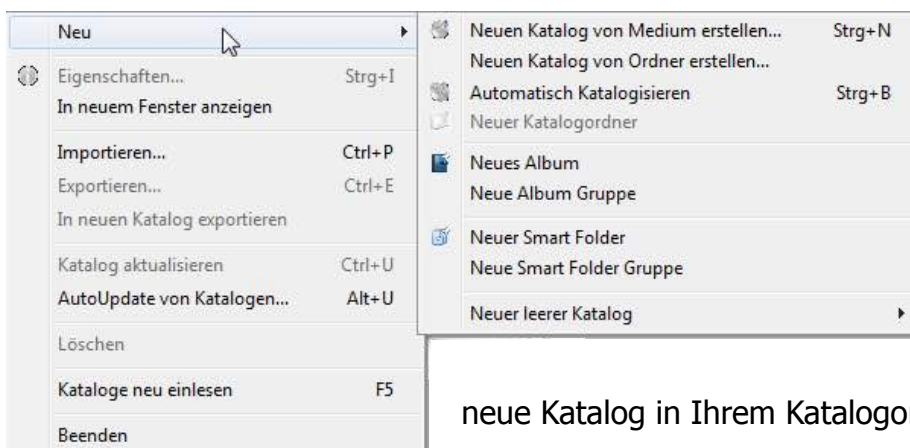 Neu
Eigenschaften... Strg+I
In neuem Fenster anzeigen
Importieren... Ctrl+P
Exportieren... Ctrl+E
In neuen Katalog exportieren
Katalog aktualisieren Ctrl+U
AutoUpdate von Katalogen... Alt+U
Löschen
Kataloge neu einlesen F5
Beenden
Neuen Katalog von Medium erstellen... Strg+N
Neuen Katalog von Ordner erstellen...
Automatisch Katalogisieren Strg+B
Neuer Katalogordner
Neues Album
Neue Album Gruppe
Neuer Smart Folder
Neue Smart Folder Gruppe
Neuer leerer Katalog
neue Katalog in Ihrem Katalogo